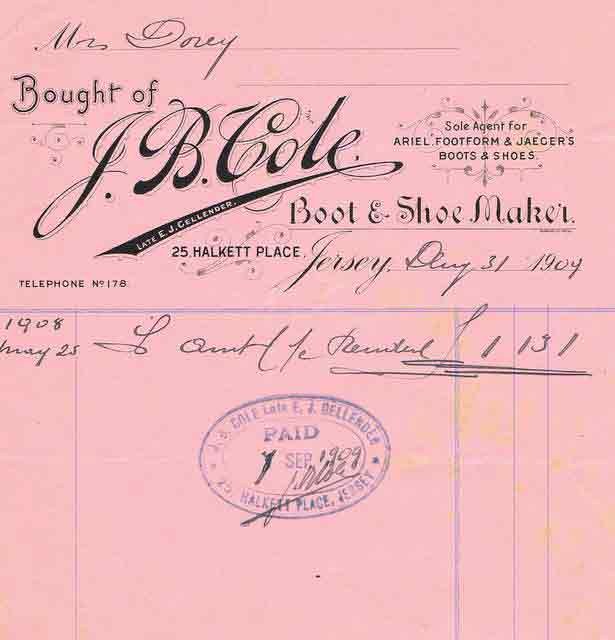 Mrs Dorey
Bought of
J. B. Cole.
LATE E. J. GELLENDER.
Sole Agent for
ARIEL. FOOTFORM & JAEGER'S
BOOTS & SHOES.
Boot & Shoe Maker.
25. HALKETT PLACE,
Jersey, Aug 31 1909
TELEPHONE No 178.
1908
May 25 To amt a/c Rendered £ 1 13 1
J. B. COLE Late E. J. GELLENDER
PAID
1 SEP. 1909
J B Cole
25, HALKETT PLACE, JERSEY